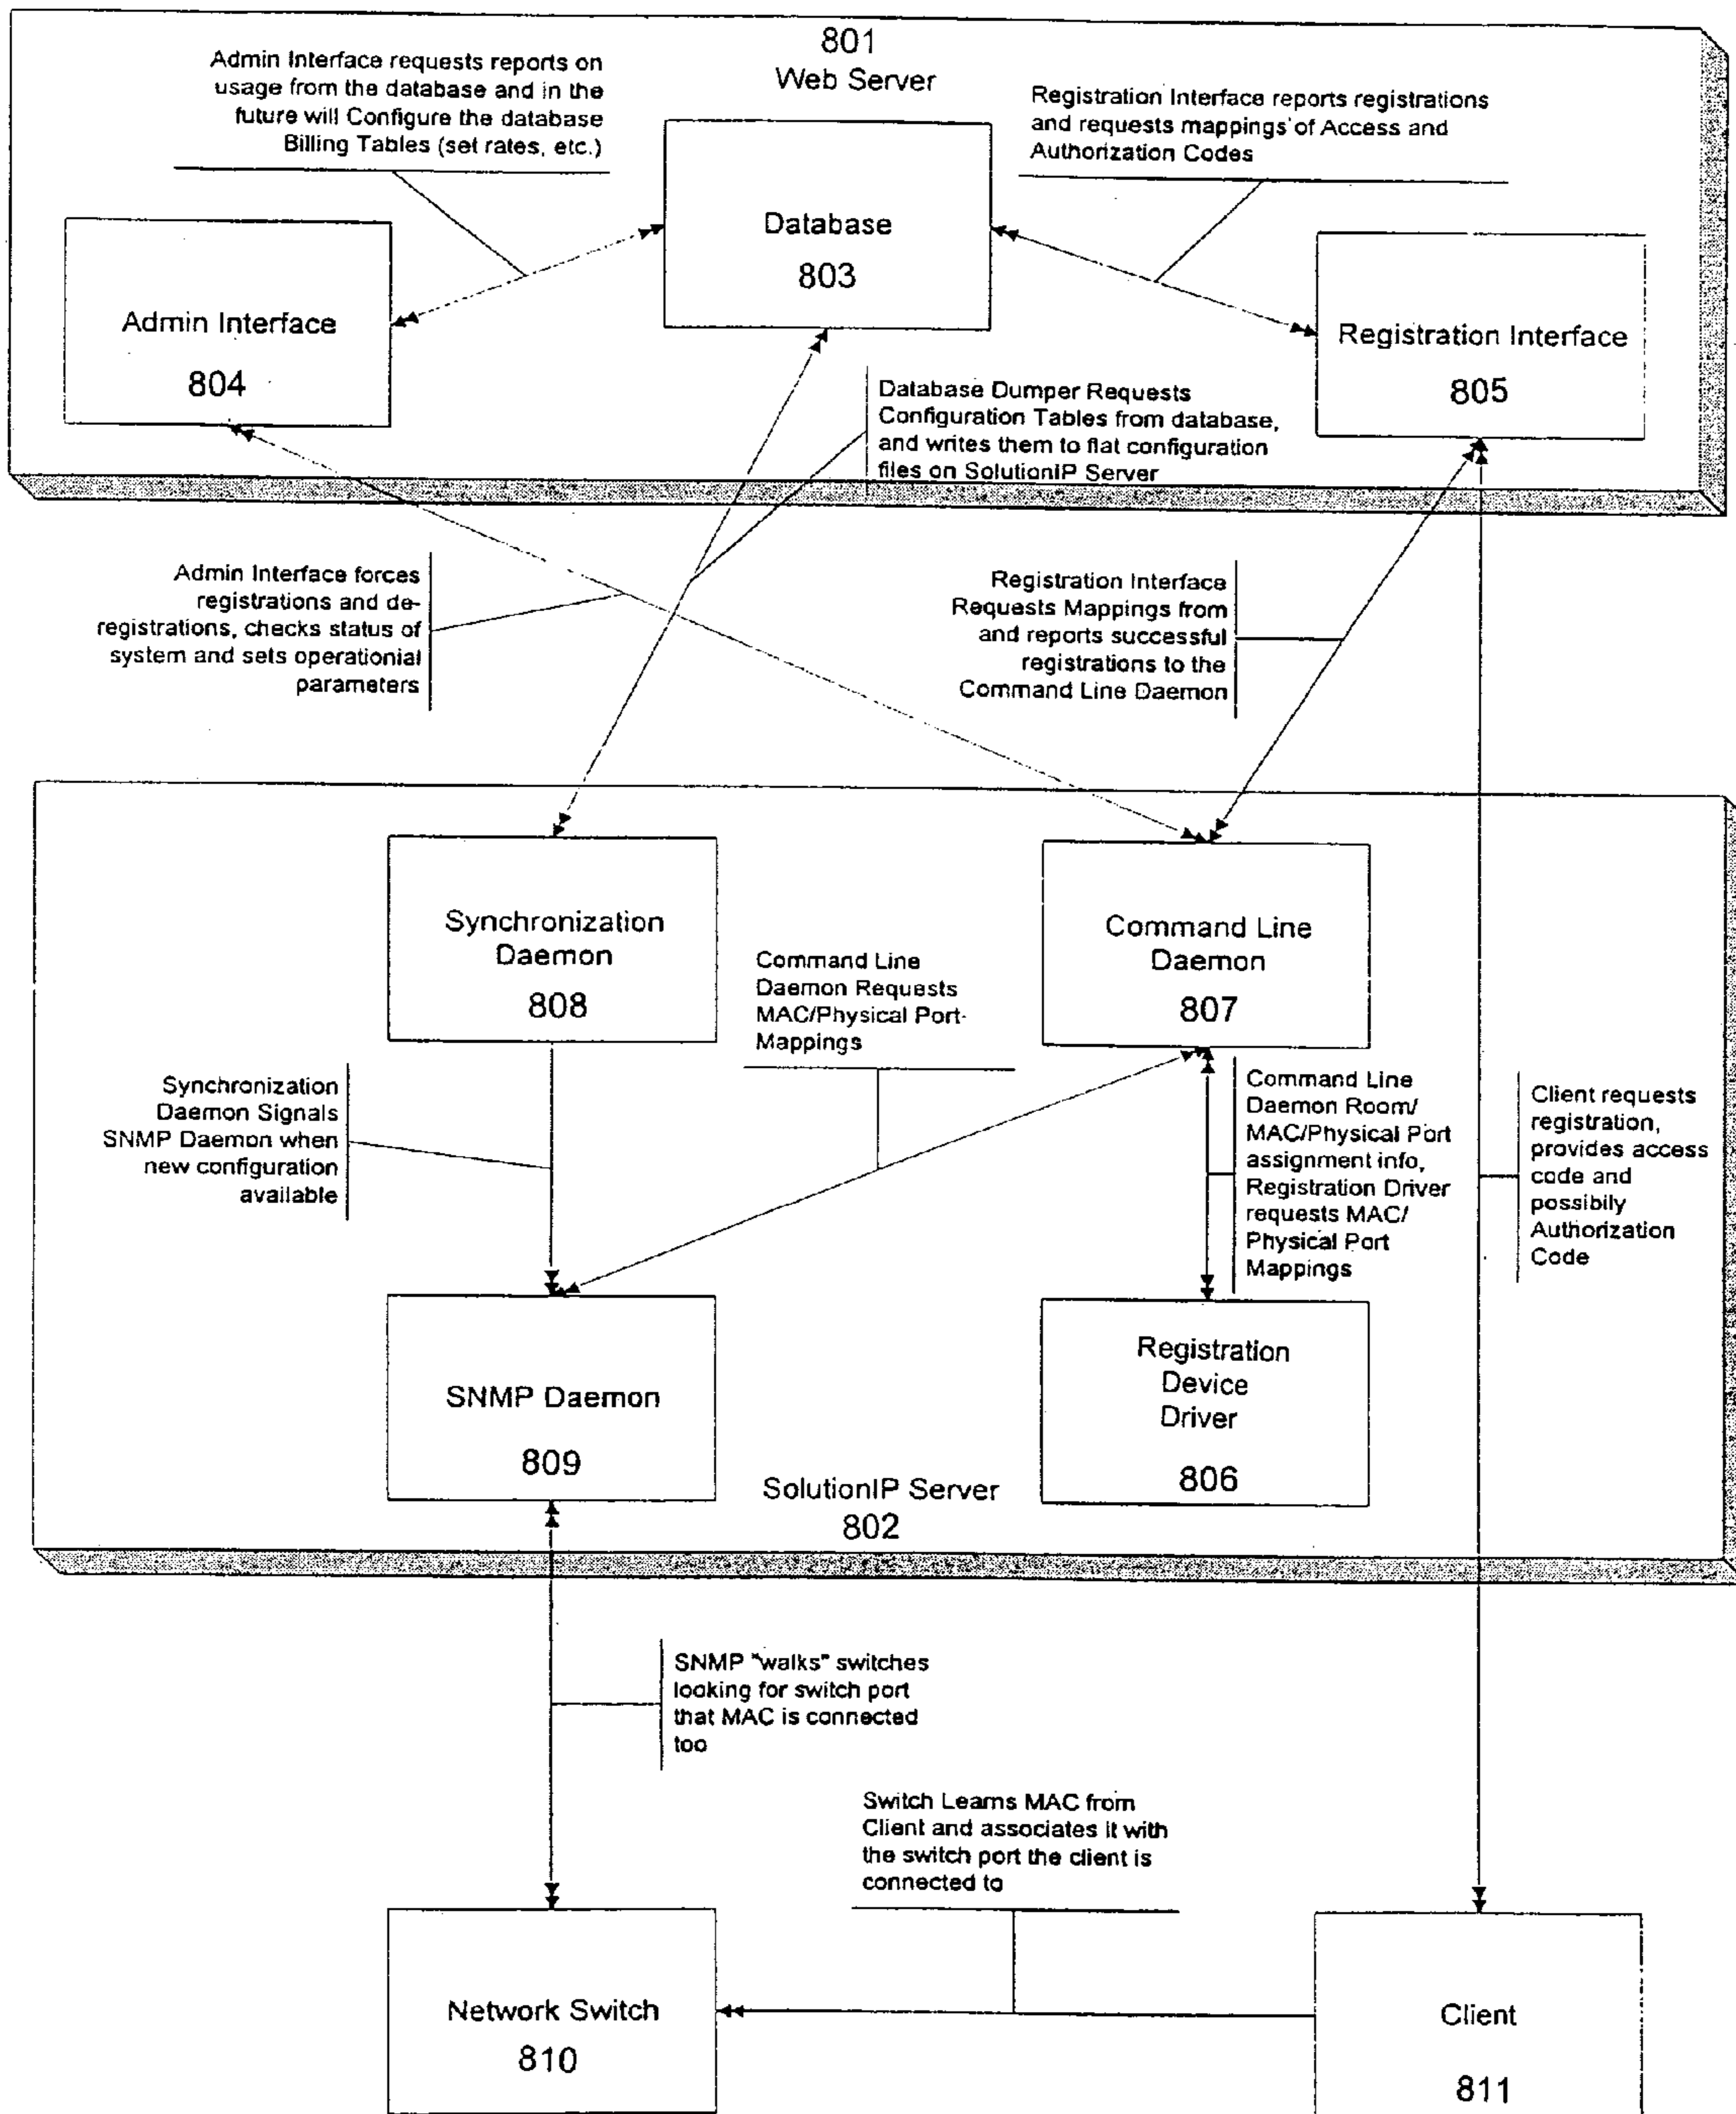 801
Web Server
Admin Interface requests reports on
usage from the database and in the
future will Configure the database
Billing Tables (set rates, etc.)
Registration Interface reports registrations
and requests mappings of Access and
Authorization Codes
Database
803
Admin Interface
804
Registration Interface
805
Database Dumper Requests
Configuration Tables from database,
and writes them to flat configuration
files on SolutionIP Server
Admin Interface forces
registrations and de-
registrations, checks status of
system and sets operationial
parameters
Registration Interface
Requests Mappings from
and reports successful
registrations to the
Command Line Daemon
Synchronization
Daemon
808
Command Line
Daemon Requests
MAC/Physical Port-
Mappings
Command Line
Daemon
807
Synchronization
Daemon Signals
SNMP Daemon when
new configuration
available
Command Line
Daemon Room/
MAC/Physical Port
assignment info,
Registration Driver
requests MAC/
Physical Port
Mappings
Client requests
registration,
provides access
code and
possibily
Authorization
Code
SNMP Daemon
809
Registration
Device
Driver
806
SolutionIP Server
802
SNMP "walks" switches
looking for switch port
that MAC is connected
too
Switch Learns MAC from
Client and associates it with
the switch port the client is
connected to
Network Switch
810
Client
811